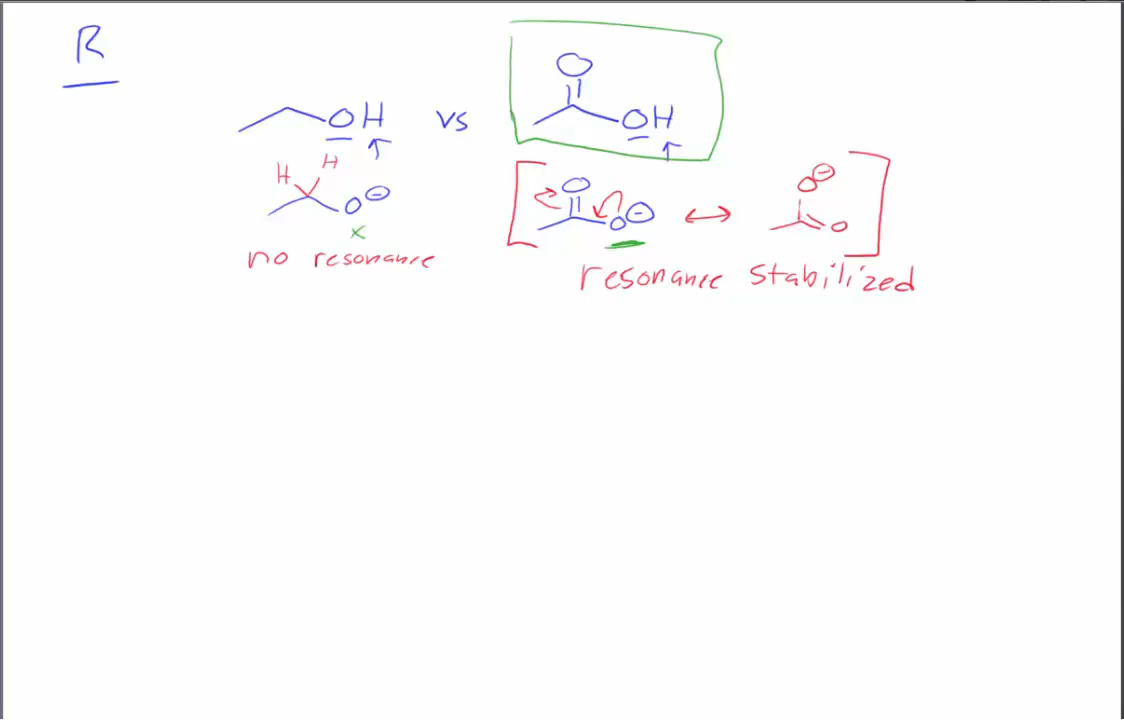 R
OH vs O OH
H H O⊖ O O⊖ ↔ O⊖ O
no resonance
resonance stabilized